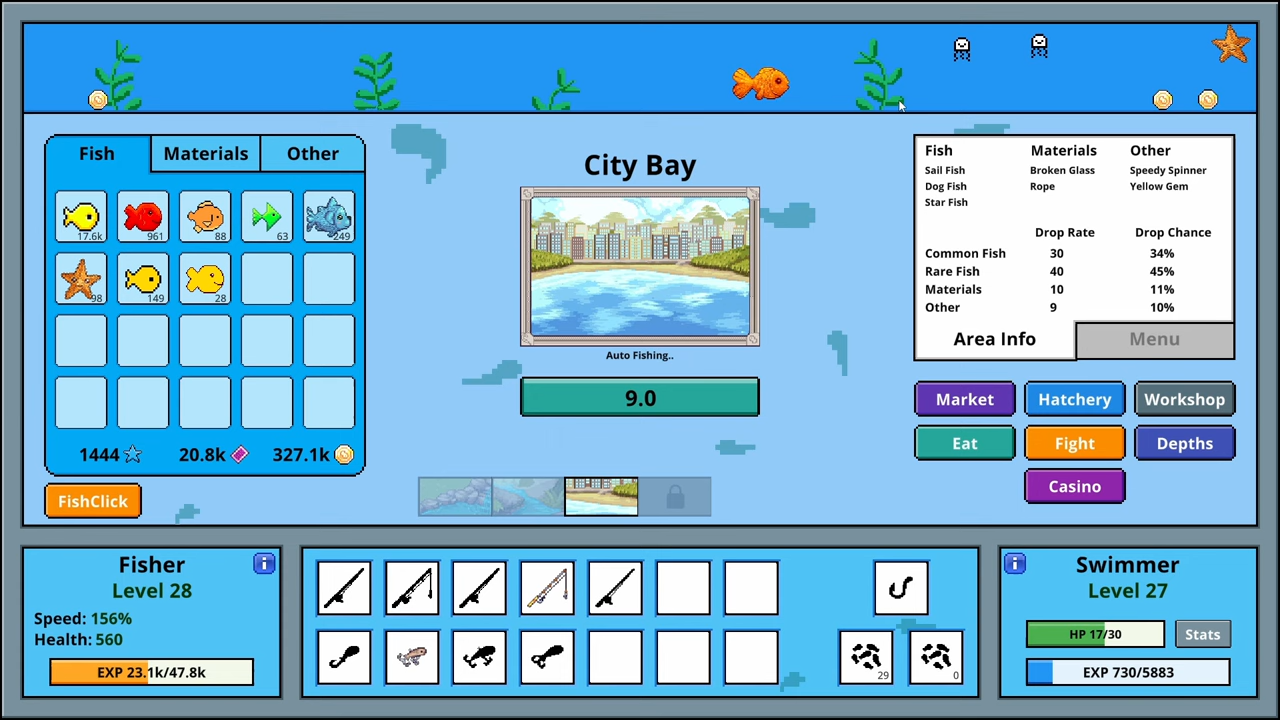 Fish Materials Other
17.6k 961 88 63 249
98 149 28
1444 20.8k 327.1k
FishClick
City Bay
Auto Fishing..
9.0
Fish Materials Other
Sail Fish Broken Glass Speedy Spinner
Dog Fish Rope Yellow Gem
Star Fish
Drop Rate Drop Chance
Common Fish 30 34%
Rare Fish 40 45%
Materials 10 11%
Other 9 10%
Area Info Menu
Market Hatchery Workshop
Eat Fight Depths
Casino
Fisher
Level 28
Speed: 156%
Health: 560
EXP 23.1k/47.8k
29 0
Swimmer
Level 27
HP 17/30 Stats
EXP 730/5883